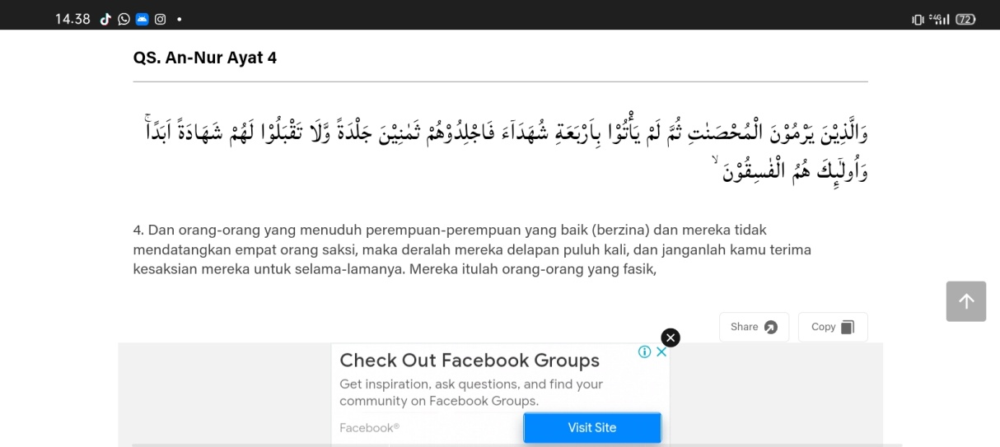 14.38
4G
72
QS. An-Nur Ayat 4
وَالَّذِيْنَ يَرْمُوْنَ الْمُحْصَنٰتِ ثُمَّ لَمْ يَأْتُوْا بِاَرْبَعَةِ شُهَدَاۤءَ فَاجْلِدُوْهُمْ ثَمٰنِيْنَ جَلْدَةً وَّلَا تَقْبَلُوْا لَهُمْ شَهَادَةً اَبَدًاۚ
وَاُولٰۤىِٕكَ هُمُ الْفٰسِقُوْنَ ۙ
4. Dan orang-orang yang menuduh perempuan-perempuan yang baik (berzina) dan mereka tidak
mendatangkan empat orang saksi, maka deralah mereka delapan puluh kali, dan janganlah kamu terima
kesaksian mereka untuk selama-lamanya. Mereka itulah orang-orang yang fasik,
Share
Copy
Check Out Facebook Groups
Get inspiration, ask questions, and find your
community on Facebook Groups.
Facebook®
Visit Site